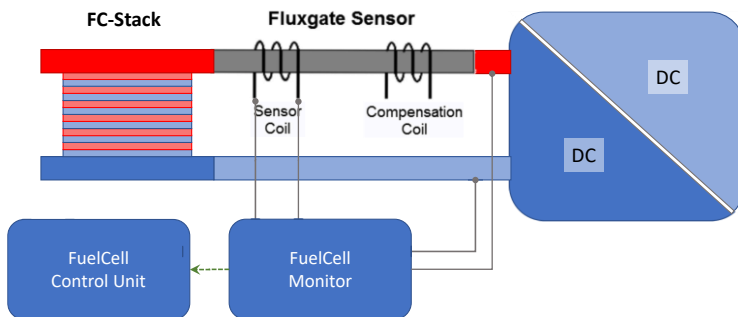 FC-Stack
Fluxgate Sensor
Sensor
Coil
Compensation
Coil
DC
DC
FuelCell
Control Unit
FuelCell
Monitor